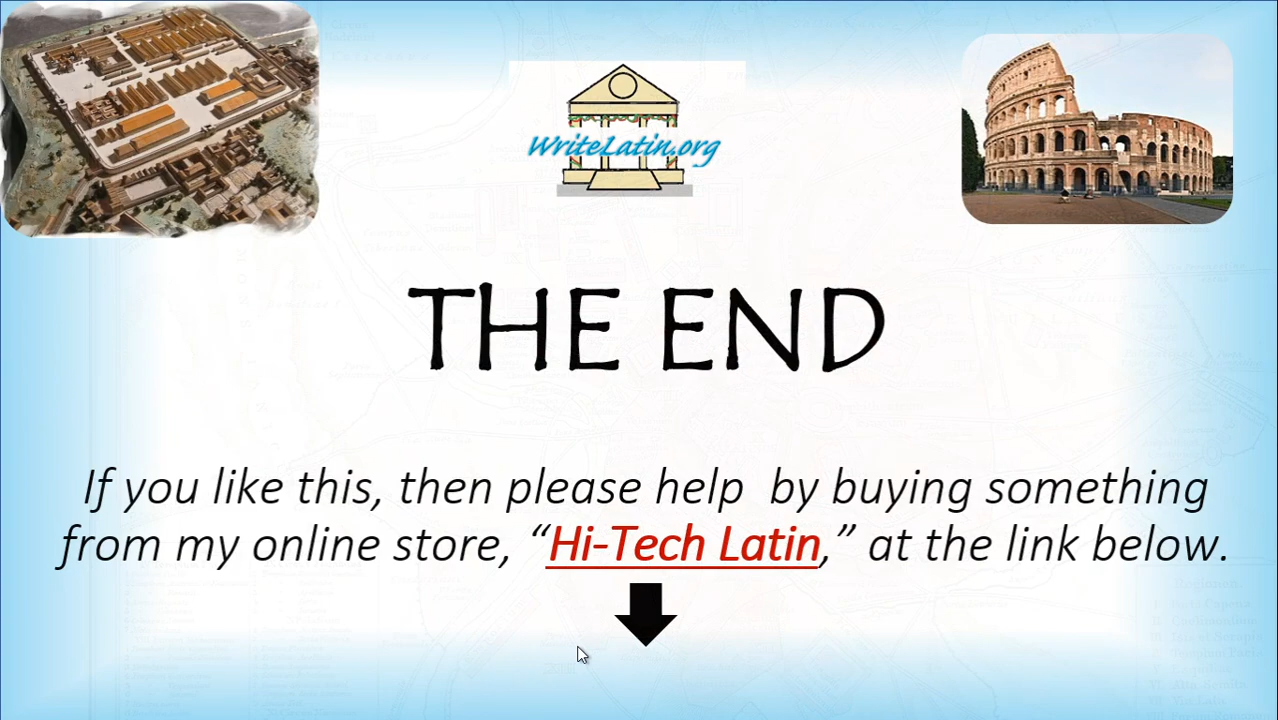 WriteLatin.org
THE END
If you like this, then please help  by buying something
from my online store, “Hi-Tech Latin,” at the link below.